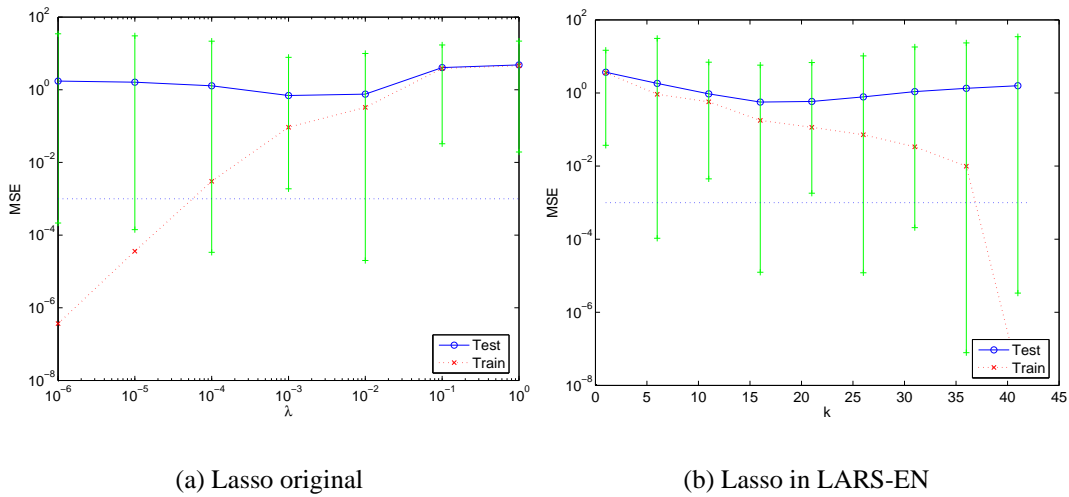 10^2
10^0
10^−2
10^−4
10^−6
10^−8
MSE
10^−6 10^−5 10^−4 10^−3 10^−2 10^−1 10^0
λ
Test
Train
(a) Lasso original
10^2
10^0
10^−2
10^−4
10^−6
10^−8
MSE
0 5 10 15 20 25 30 35 40 45
k
Test
Train
(b) Lasso in LARS-EN